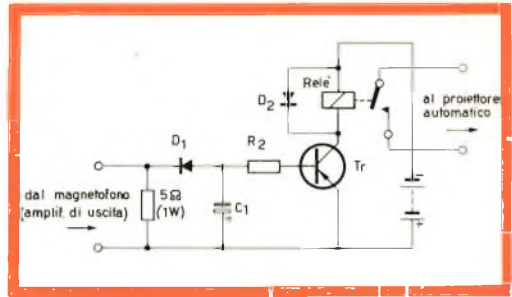 Relè
D2
al proiettore
automatico
D1
R2
Tr
dal magnetofono
(amplif. di uscita)
5Ω
(1W)
C1
-
+
+